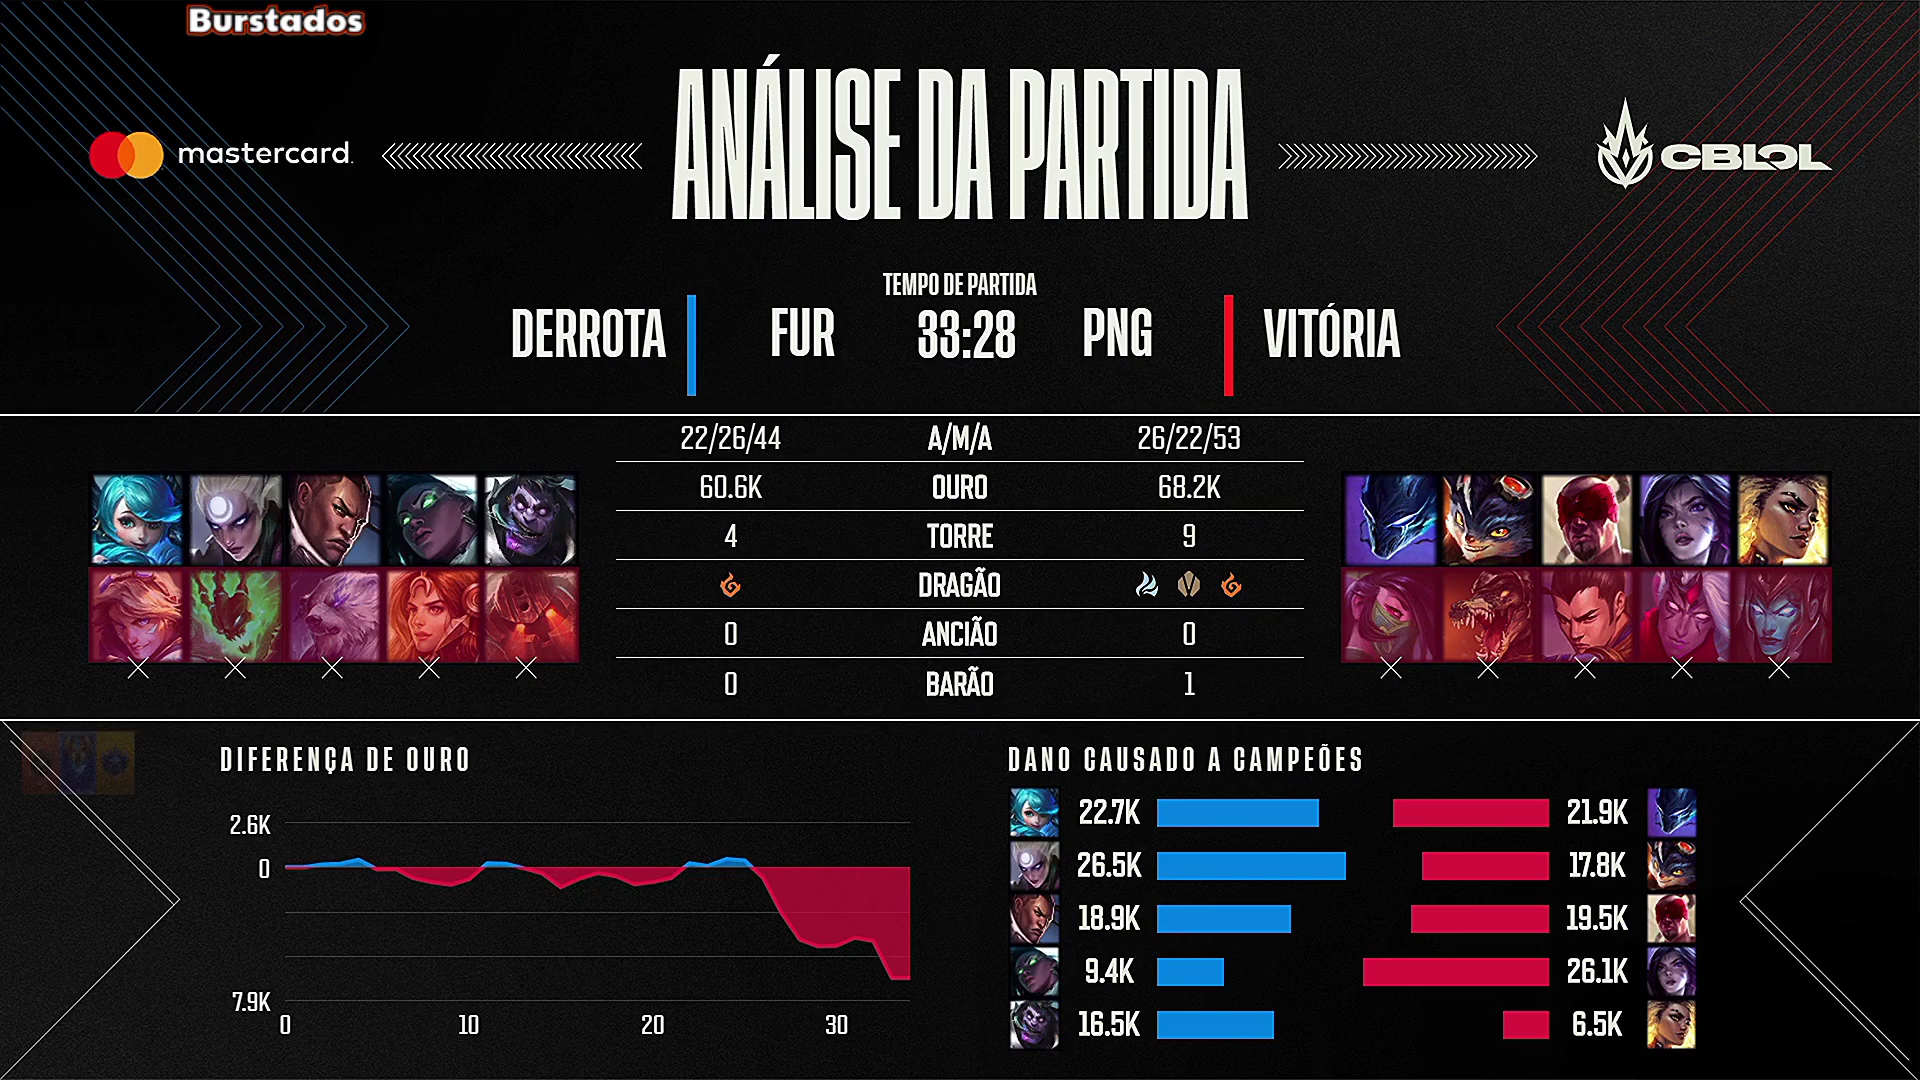 Burstados
mastercard.
ANÁLISE DA PARTIDA
CBLOL
TEMPO DE PARTIDA
DERROTA FUR 33:28 PNG VITÓRIA
22/26/44 A/M/A 26/22/53
60.6K OURO 68.2K
4 TORRE 9
DRAGÃO
0 ANCIÃO 0
0 BARÃO 1
DIFERENÇA DE OURO
2.6K
0
7.9K
0 10 20 30
DANO CAUSADO A CAMPEÕES
22.7K 21.9K
26.5K 17.8K
18.9K 19.5K
9.4K 26.1K
16.5K 6.5K